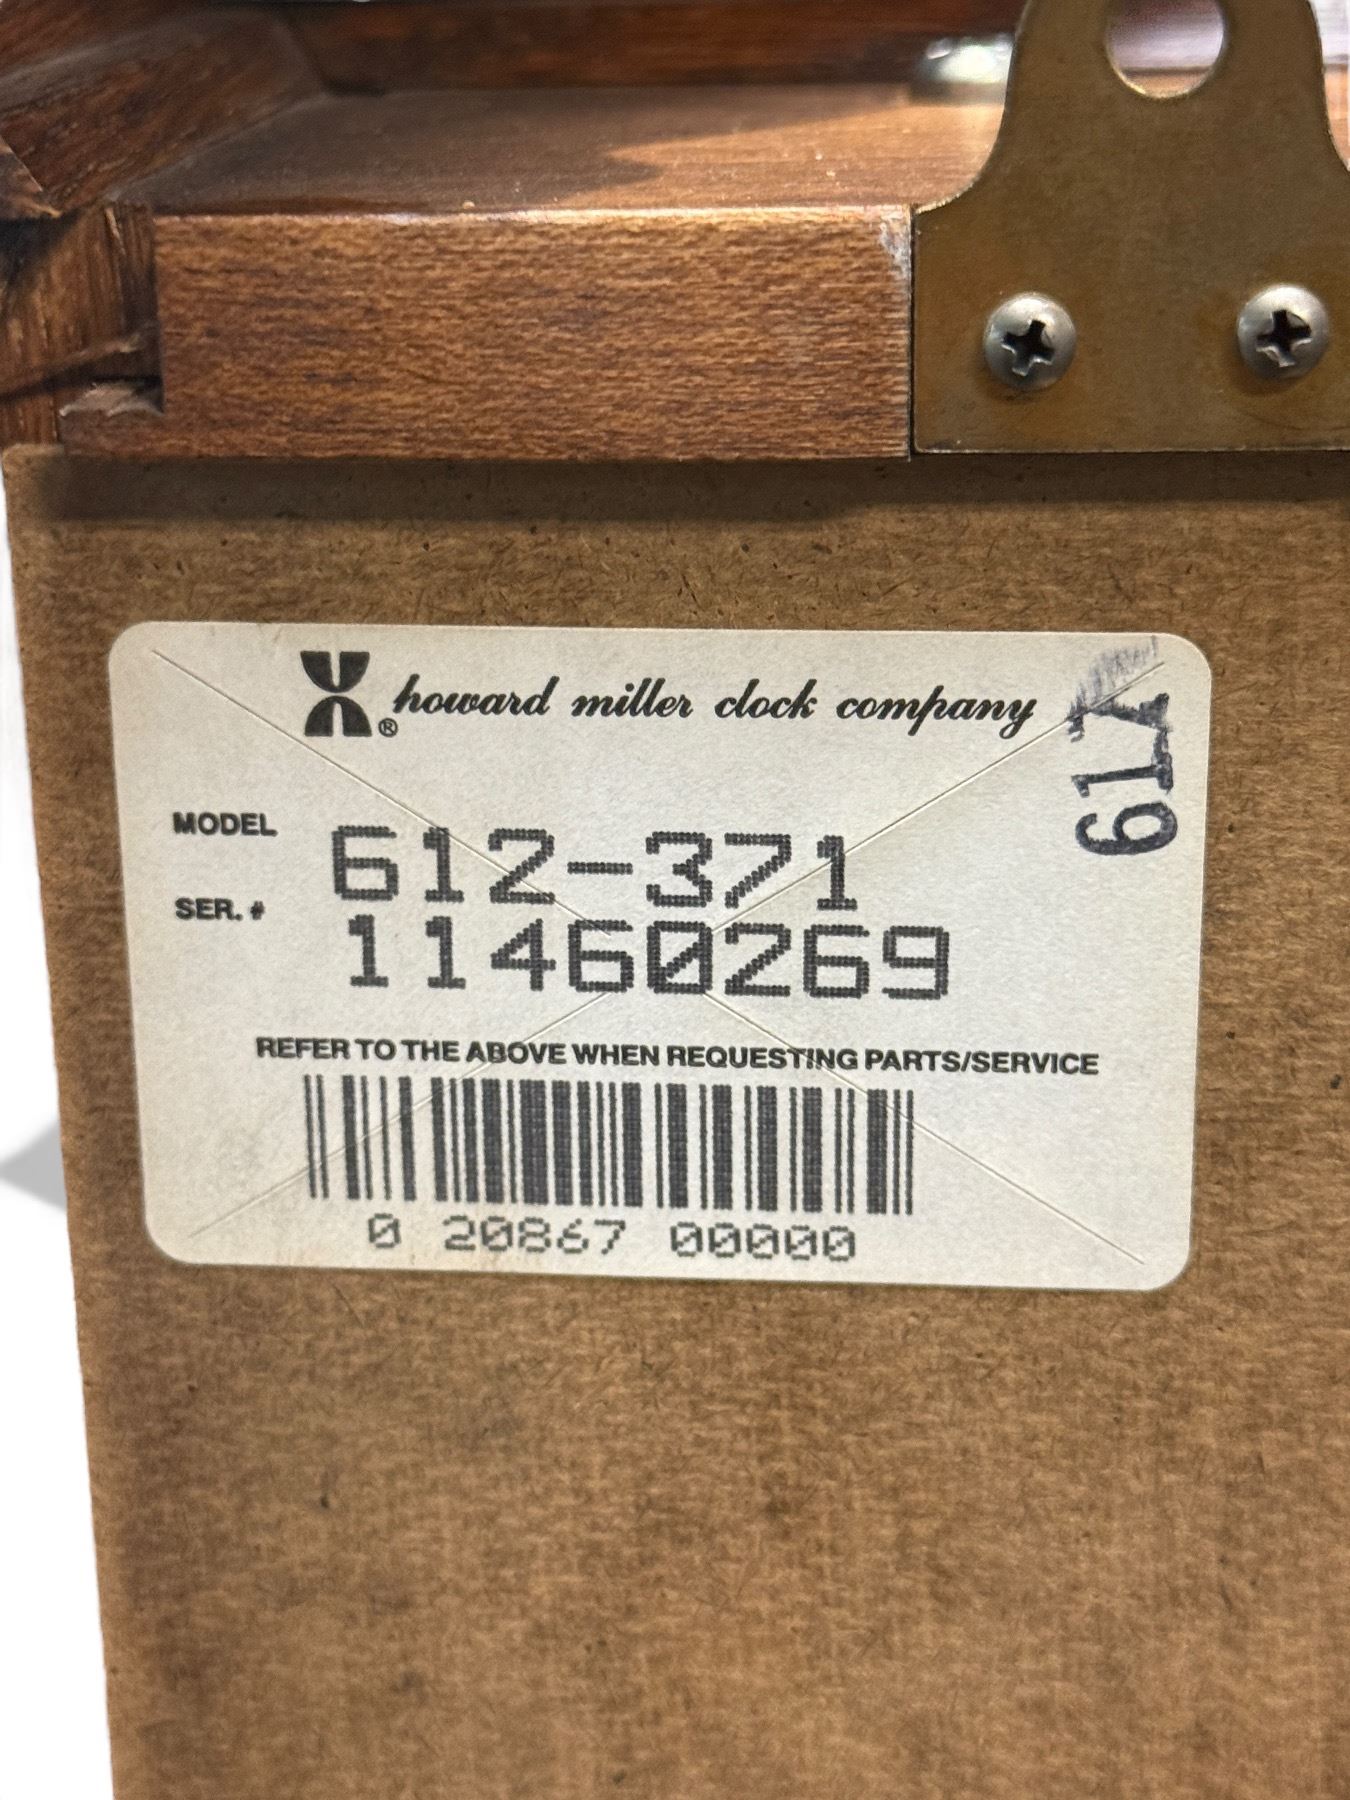 ® howard miller clock company
MODEL 612-371
SER. # 11460269
REFER TO THE ABOVE WHEN REQUESTING PARTS/SERVICE
0 20867 00000